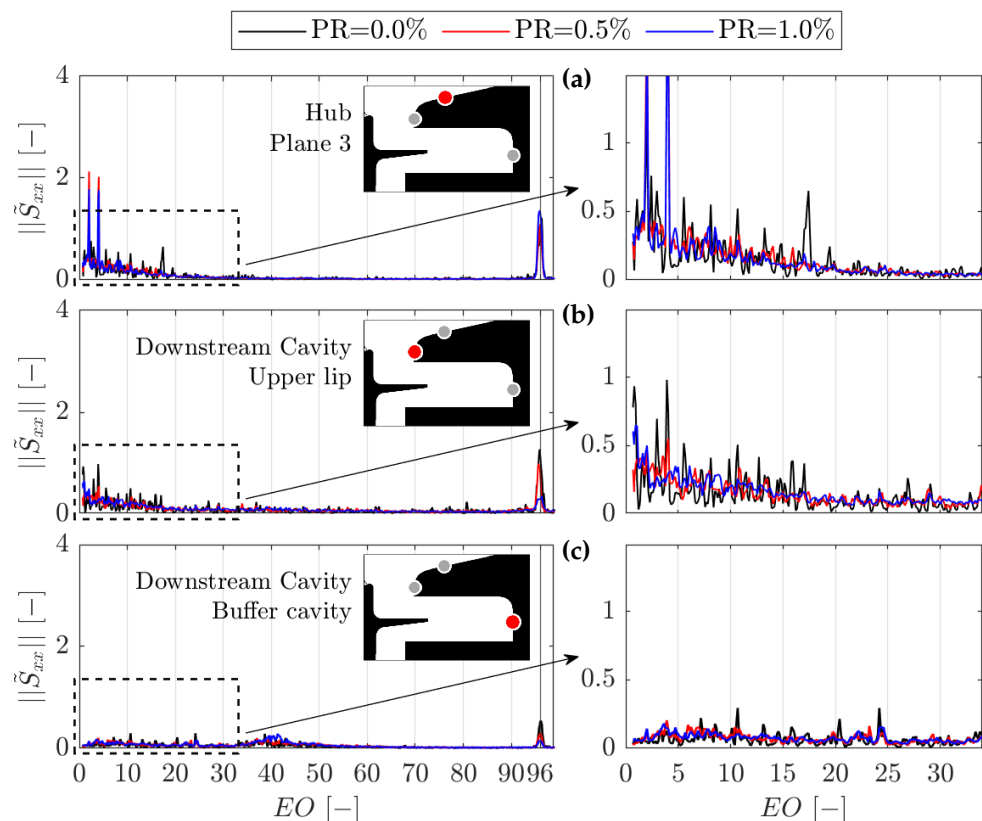 PR=0.0% PR=0.5% PR=1.0%
(a)
4
2
0
||S̃xx|| [−]
Hub
Plane 3
1
0.5
0
(b)
4
2
0
||S̃xx|| [−]
Downstream Cavity
Upper lip
1
0.5
0
(c)
4
2
0
||S̃xx|| [−]
Downstream Cavity
Buffer cavity
0 10 20 30 40 50 60 70 80 90 96
EO [−]
1
0.5
0
0 5 10 15 20 25 30
EO [−]